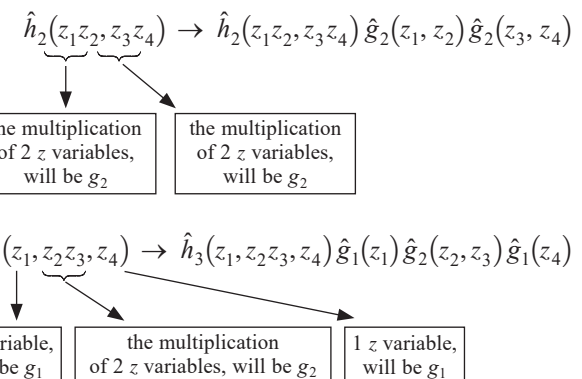 ĥ₂(z₁z₂, z₃z₄) → ĥ₂(z₁z₂, z₃z₄) ĝ₂(z₁, z₂) ĝ₂(z₃, z₄)
multiplication
of 2 z variables,
will be g₂
the multiplication
of 2 z variables,
will be g₂
(z₁, z₂z₃, z₄) → ĥ₃(z₁, z₂z₃, z₄) ĝ₁(z₁) ĝ₂(z₂, z₃) ĝ₁(z₄)
be g₁
the multiplication
of 2 z variables, will be g₂
1 z variable,
will be g₁